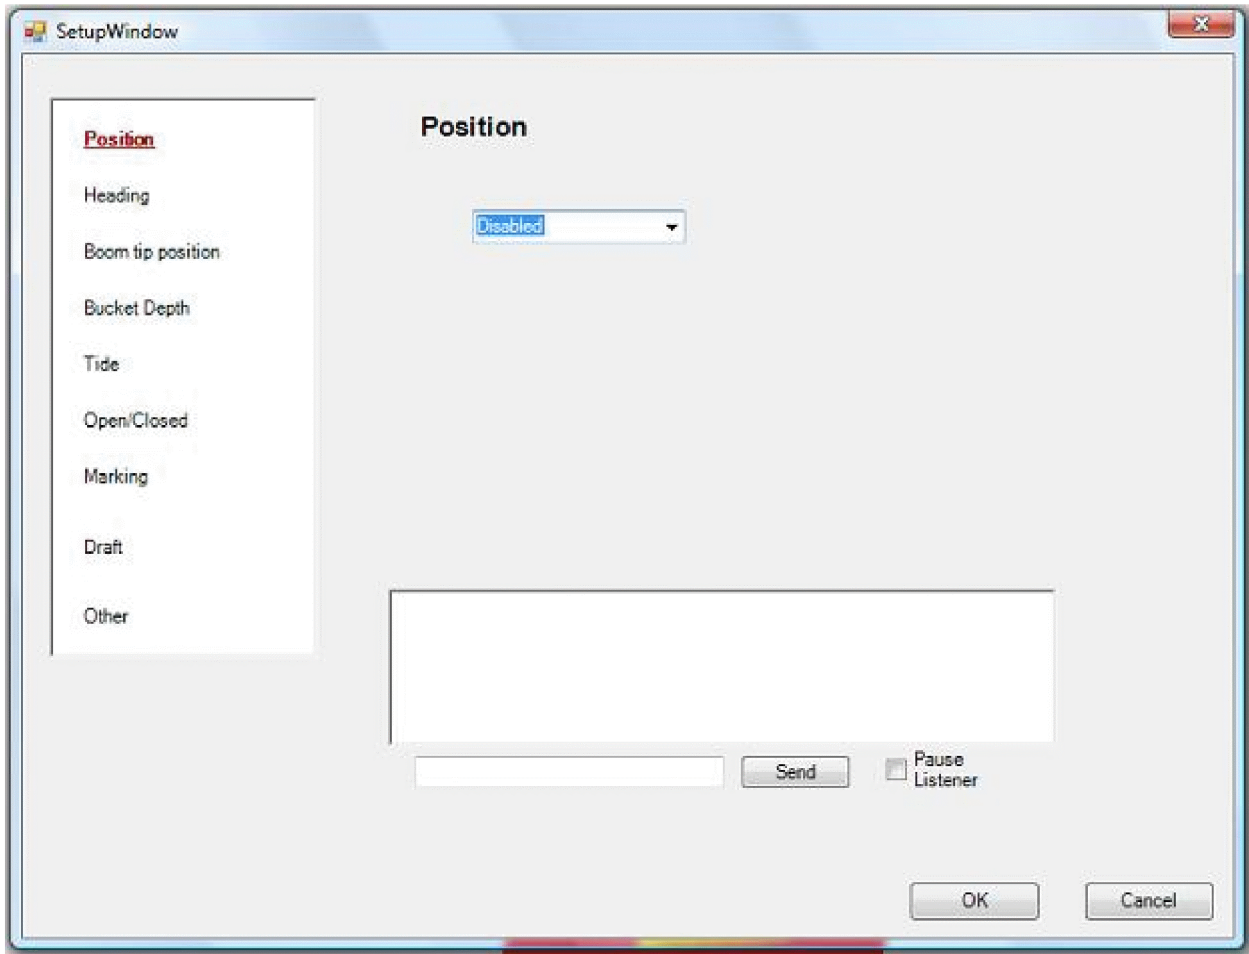 SetupWindow
Position
Heading
Boom tip position
Bucket Depth
Tide
Open/Closed
Marking
Draft
Other
Position
Disabled
Send
Pause
Listener
OK
Cancel